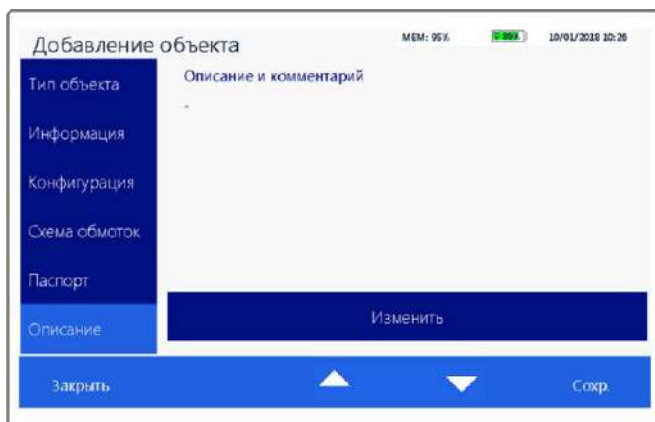 Добавление объекта
MEM: 95%
99%
10/01/2018 10:26
Тип объекта
Информация
Конфигурация
Схема обмоток
Паспорт
Описание
Описание и комментарий
-
Изменить
Закрыть
Сохр.